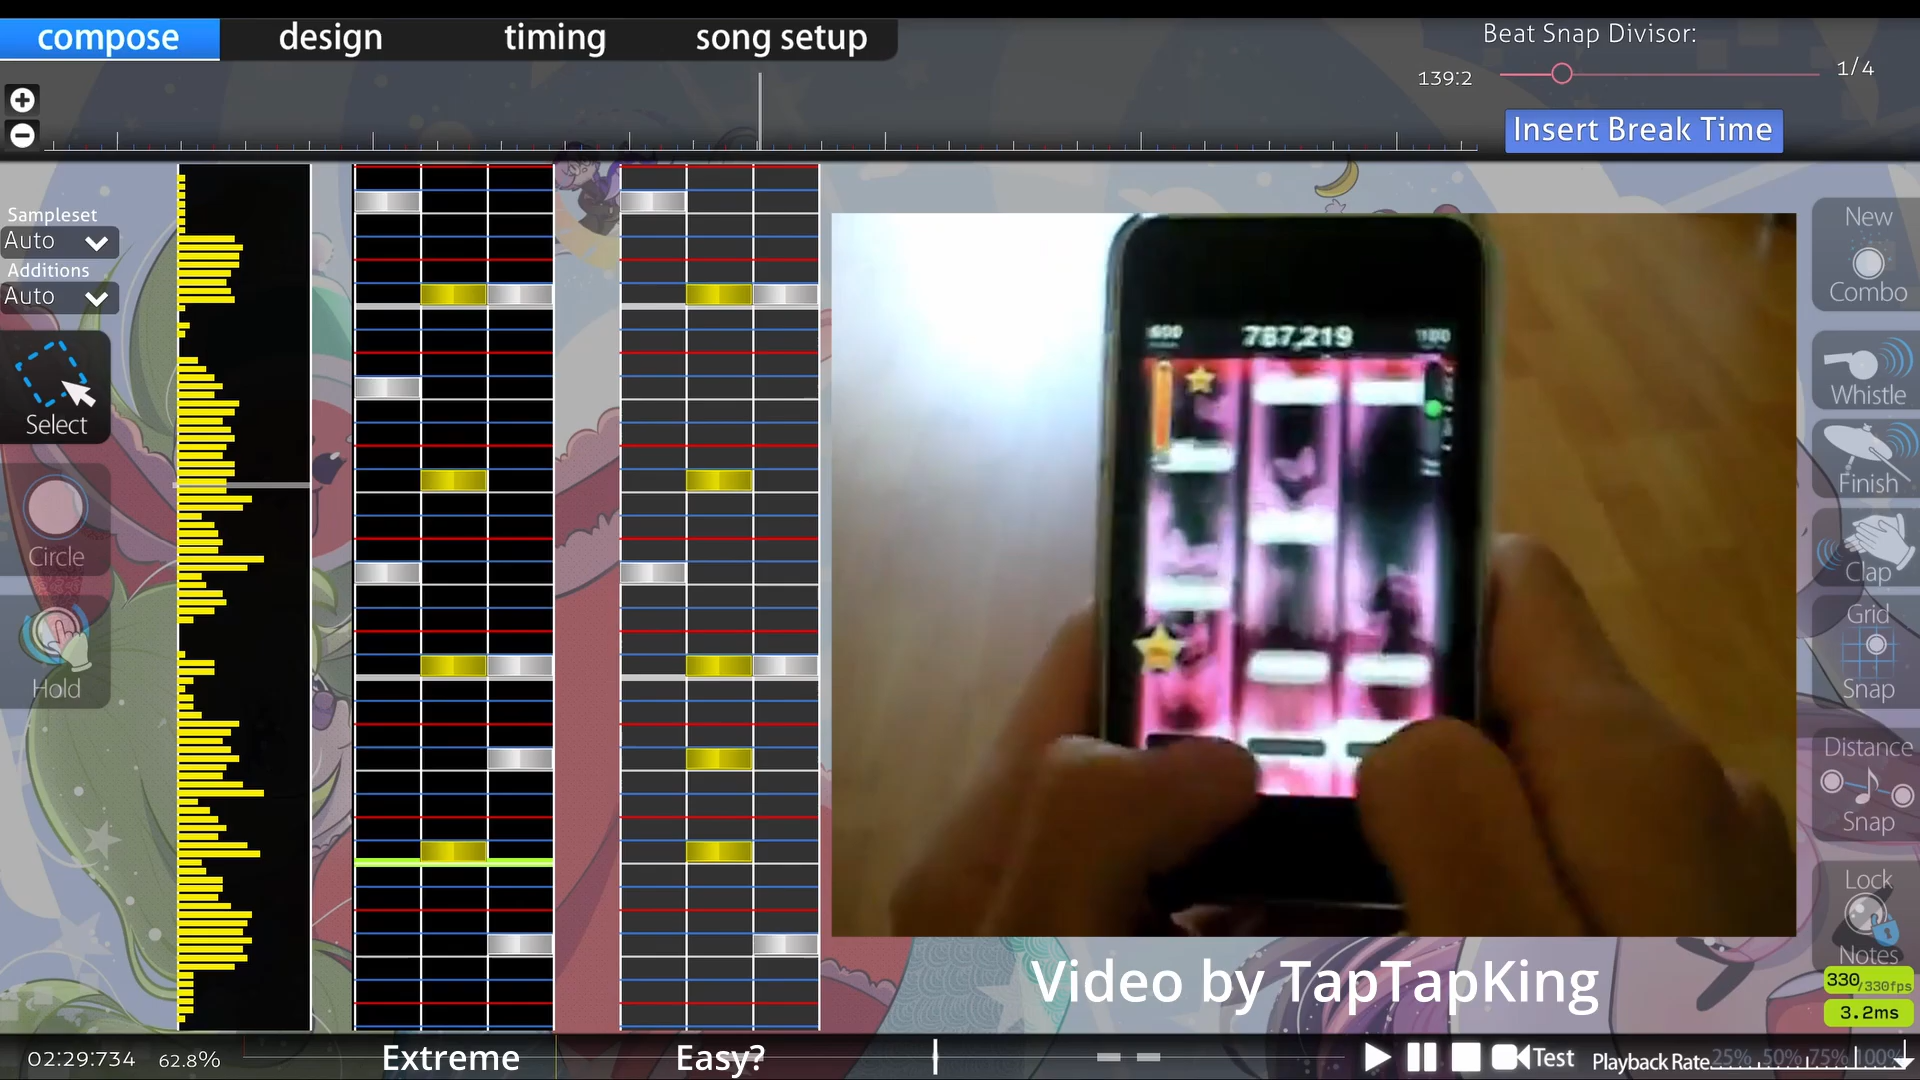 compose design timing song setup
Beat Snap Divisor:
139:2
1/4
Insert Break Time
Sampleset
Auto
Additions
Auto
Select
Circle
Hold
787,219
New
Combo
Whistle
Finish
Clap
Grid
Snap
Distance
Snap
Lock
Notes
Video by TapTapKing
330/330fps
3.2ms
02:29:734 62.8%
Extreme
Easy?
Test
Playback Rate
25% 50% 75% 100%